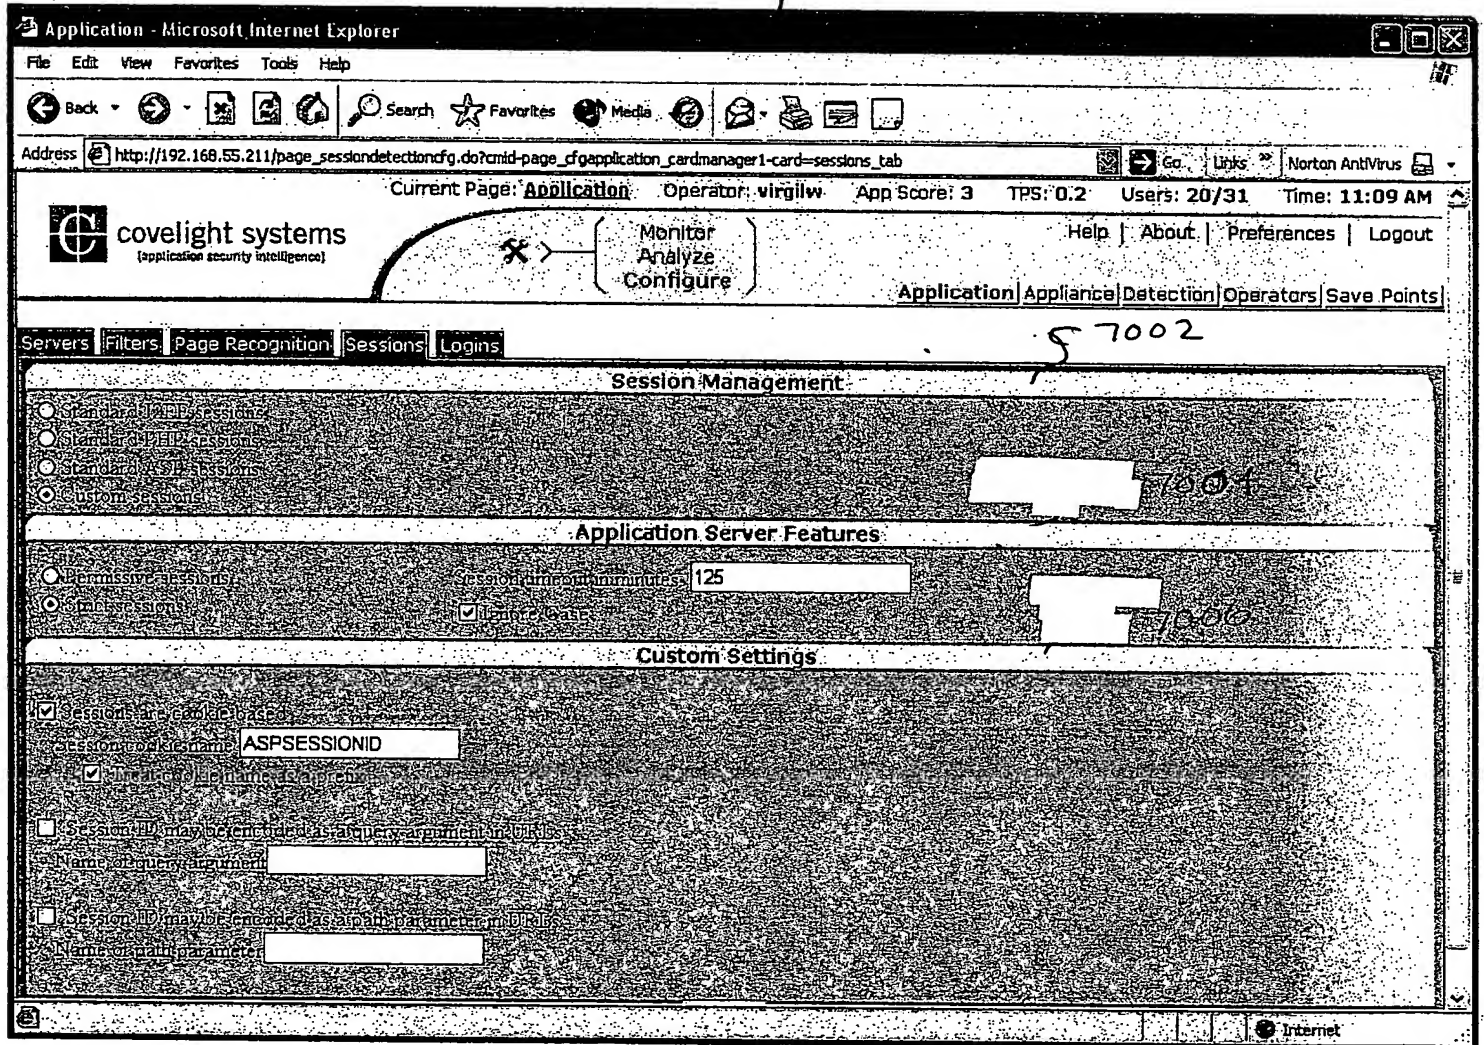 Application - Microsoft Internet Explorer
File Edit View Favorites Tools Help
Back Search Favorites Media
Address http://192.168.55.211/page_sessiondetectioncfg.do?cmid-page_cfgapplication_cardmanager1-card=sessions_tab Go Links » Norton AntiVirus
Current Page: Application Operator: virgilw App Score: 3 TPS: 0.2 Users: 20/31 Time: 11:09 AM
covelight systems
[application security intelligence]
Monitor
Analyze
Configure
Help | About | Preferences | Logout
Application | Appliance | Detection | Operators | Save Points
7002
Servers Filters Page Recognition Sessions Logins
Session Management
Standard J2EE sessions
Standard PHP sessions
Standard ASP sessions
Custom sessions
7004
Application Server Features
Permissive sessions Session timeout in minutes 125
Strict sessions Ignore Case
7006
Custom Settings
Sessions are cookie based
Session cookie name ASPSESSIONID
Treat cookie name as a prefix
Session ID may be encoded as a query argument in URLs
Name of query argument
Session ID may be encoded as a path parameter in URLs
Name of path parameter
Internet